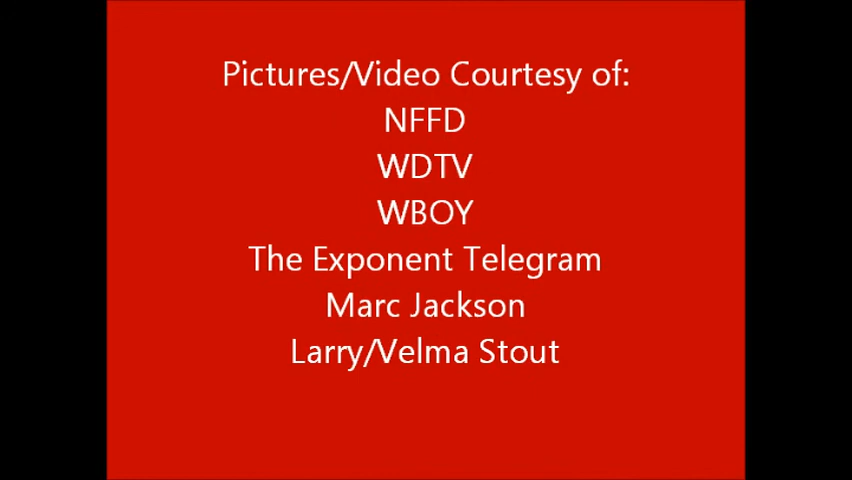 Pictures/Video Courtesy of:
NFFD
WDTV
WBOY
The Exponent Telegram
Marc Jackson
Larry/Velma Stout